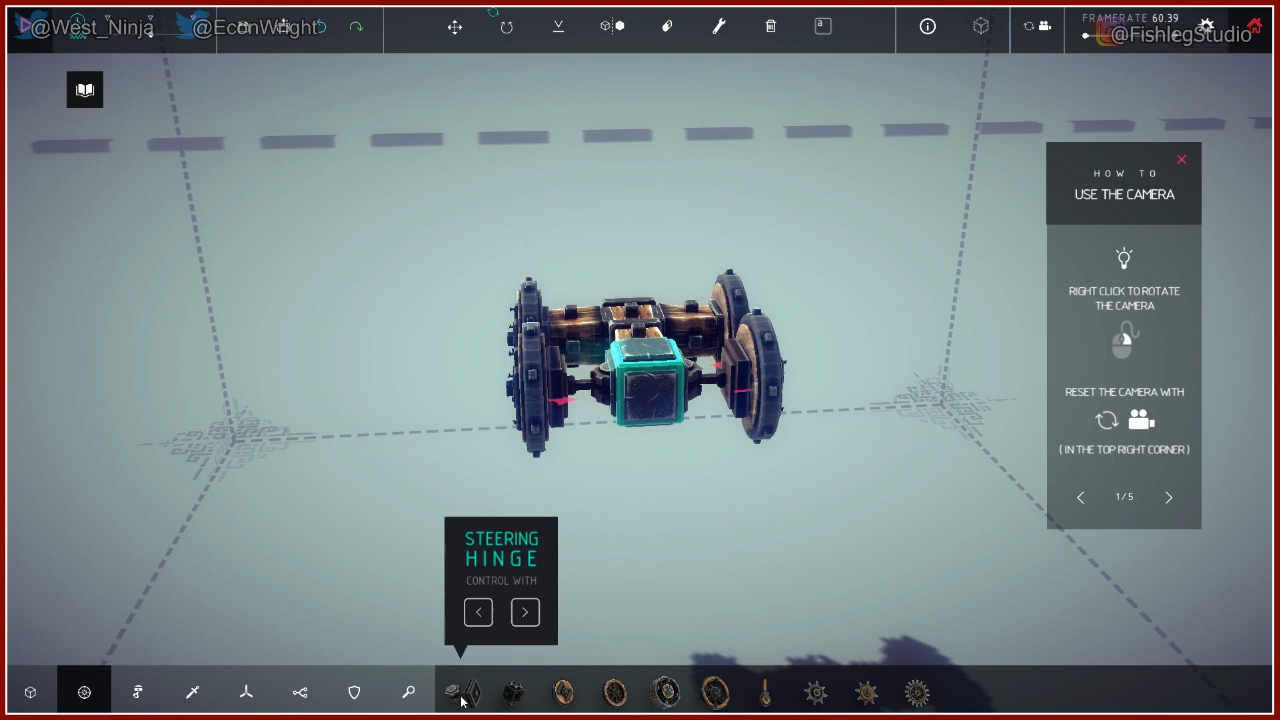 @West_Ninja
@EconWright
FRAMERATE 60.39
@FishlegStudio
a
HOW TO
USE THE CAMERA
RIGHT CLICK TO ROTATE
THE CAMERA
RESET THE CAMERA WITH
( IN THE TOP RIGHT CORNER )
< 1/5 >
STEERING
HINGE
CONTROL WITH
< >